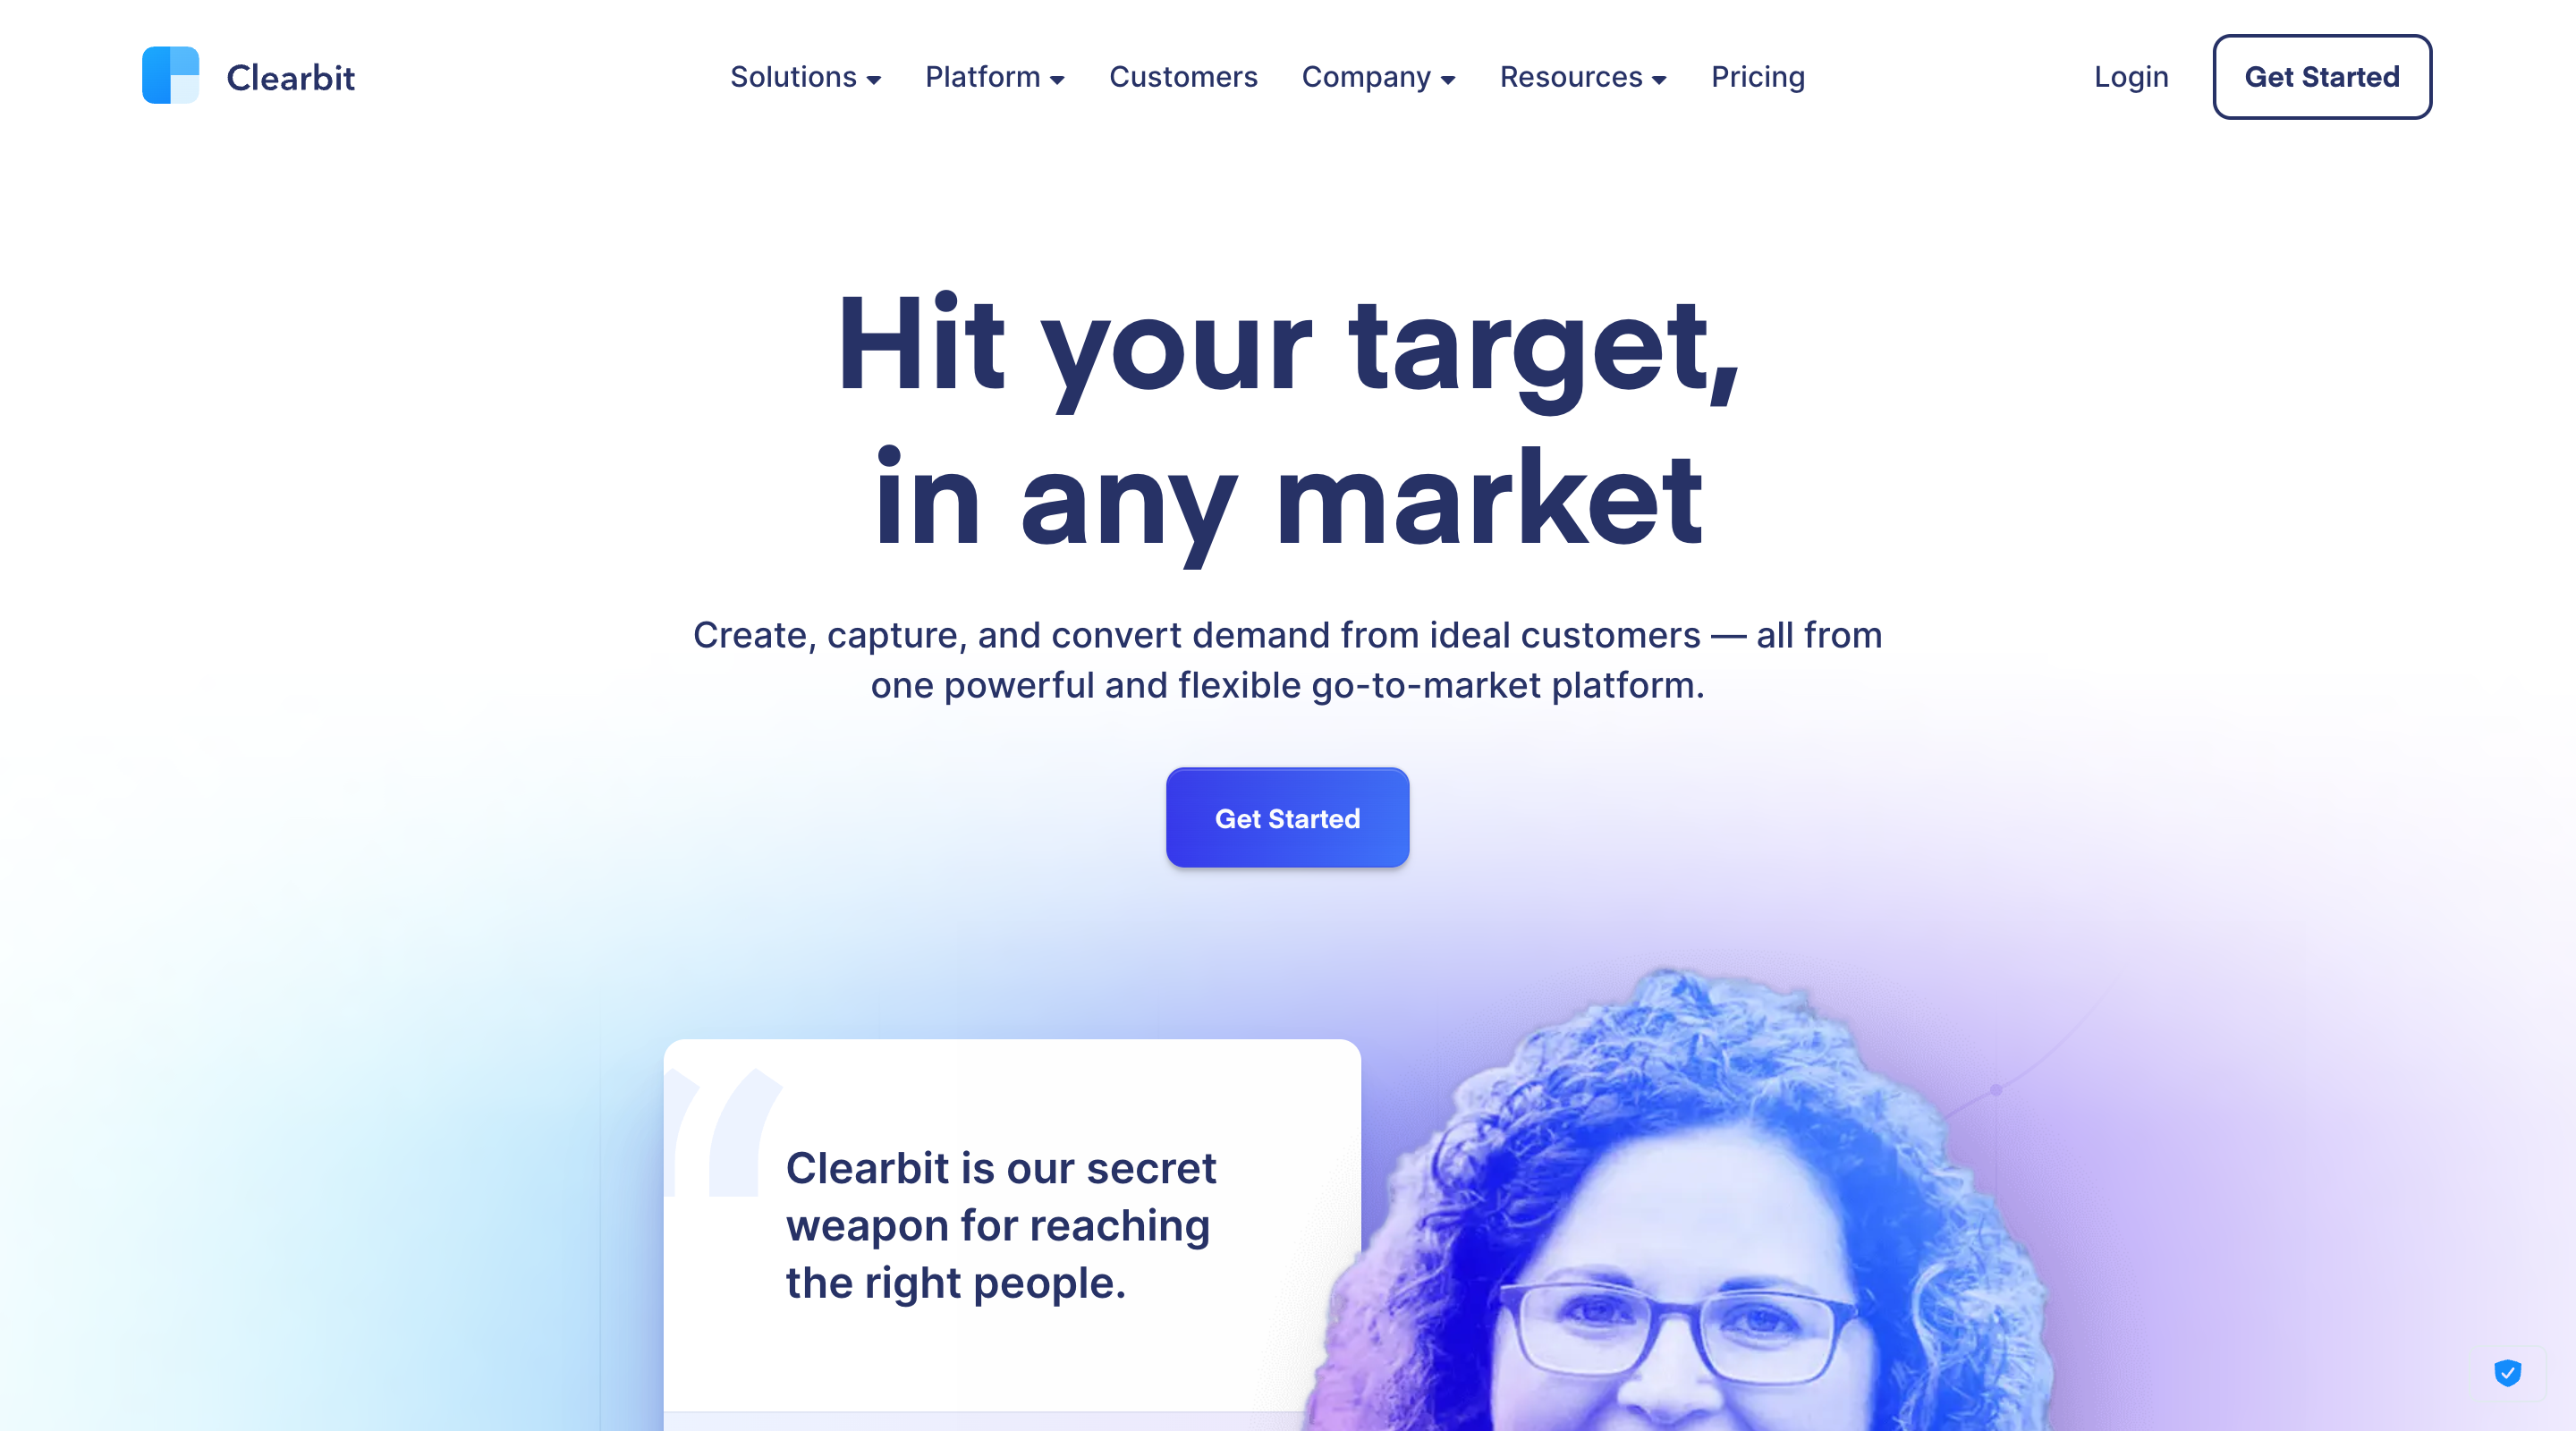 Clearbit
Solutions
Platform
Customers
Company
Resources
Pricing
Login
Get Started
Hit your target,
in any market
Create, capture, and convert demand from ideal customers — all from
one powerful and flexible go-to-market platform.
Get Started
“
Clearbit is our secret
weapon for reaching
the right people.